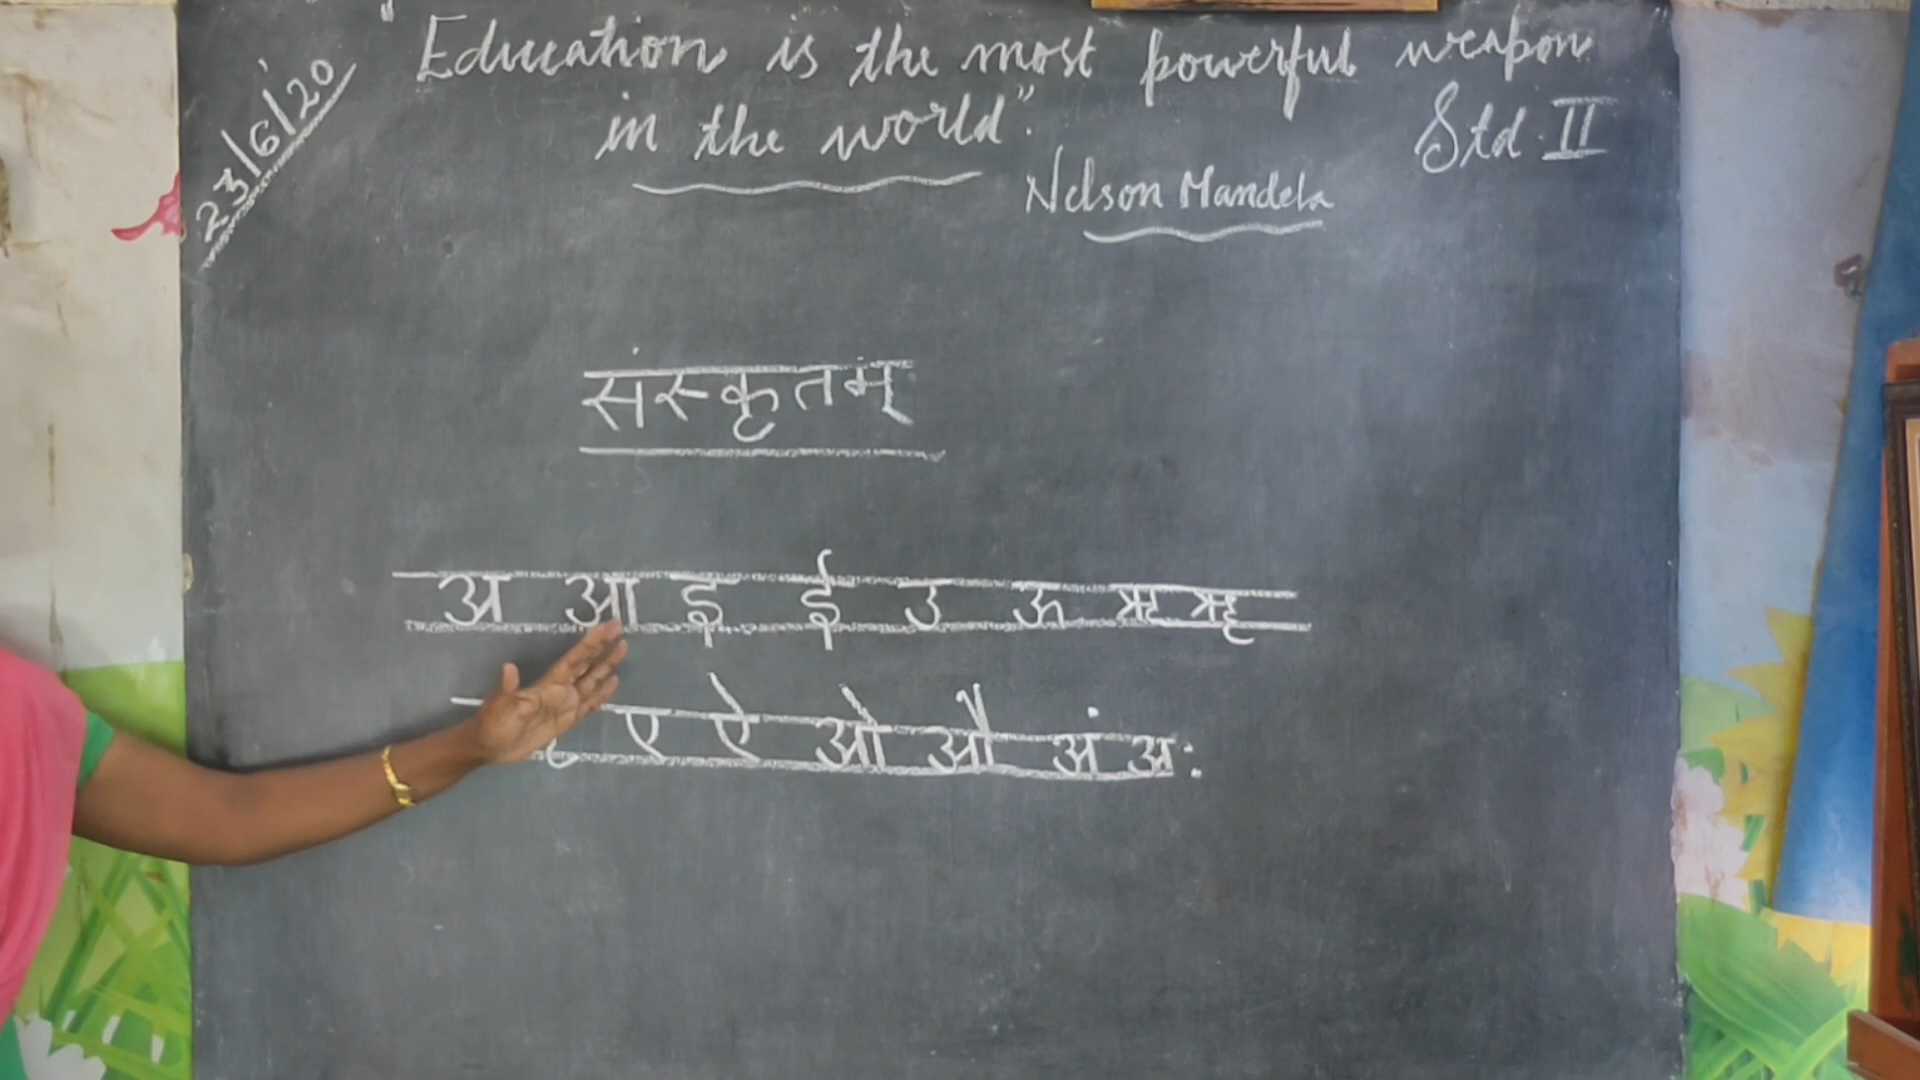 23/6/20
"Education is the most powerful weapon
in the world".
Std. II
Nelson Mandela
संस्कृतम्
अ आ इ ई उ ऊ ऋ ॠ
ए ऐ ओ औ अं अः